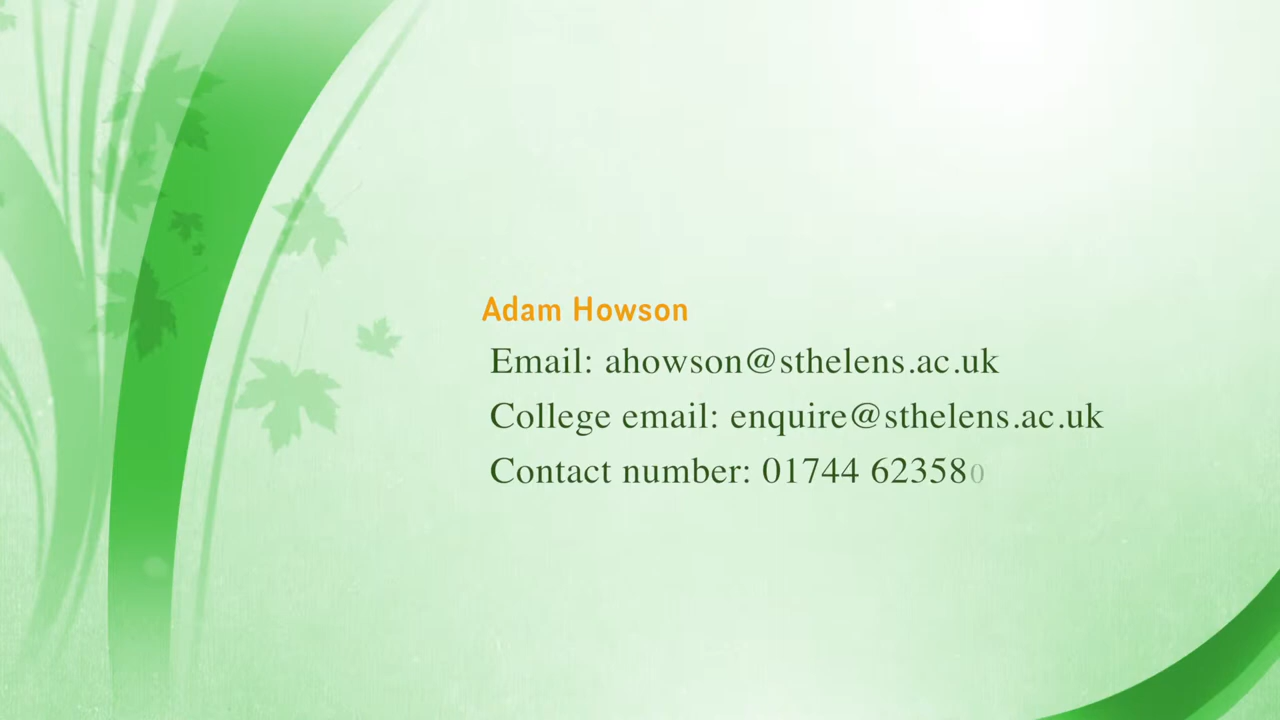 Adam Howson
Email: ahowson@sthelens.ac.uk
College email: enquire@sthelens.ac.uk
Contact number: 01744 623580